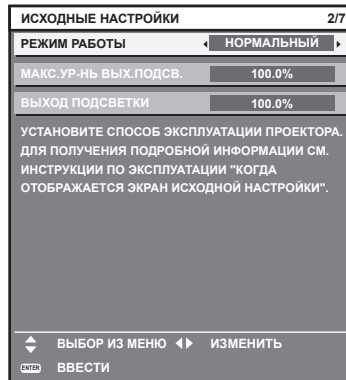 ИСХОДНЫЕ НАСТРОЙКИ 2/7
РЕЖИМ РАБОТЫ НОРМАЛЬНЫЙ
МАКС.УР-НЬ ВЫХ.ПОДСВ. 100.0%
ВЫХОД ПОДСВЕТКИ 100.0%
УСТАНОВИТЕ СПОСОБ ЭКСПЛУАТАЦИИ ПРОЕКТОРА.
ДЛЯ ПОЛУЧЕНИЯ ПОДРОБНОЙ ИНФОРМАЦИИ СМ.
ИНСТРУКЦИИ ПО ЭКСПЛУАТАЦИИ "КОГДА
ОТОБРАЖАЕТСЯ ЭКРАН ИСХОДНОЙ НАСТРОЙКИ".
ВЫБОР ИЗ МЕНЮ ИЗМЕНИТЬ
ENTER ВВЕСТИ